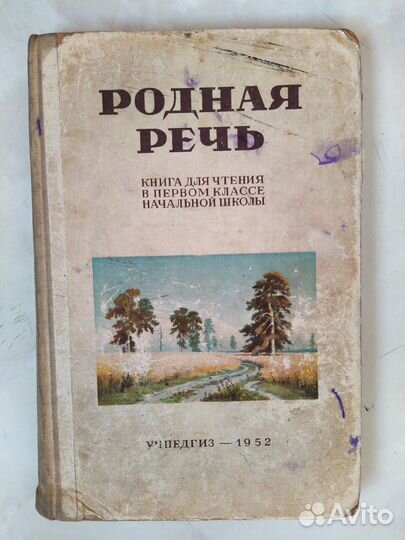 РОДНАЯ
РЕЧЬ
КНИГА ДЛЯ ЧТЕНИЯ
В ПЕРВОМ КЛАССЕ
НАЧАЛЬНОЙ ШКОЛЫ
УЧПЕДГИЗ — 1952
Avito